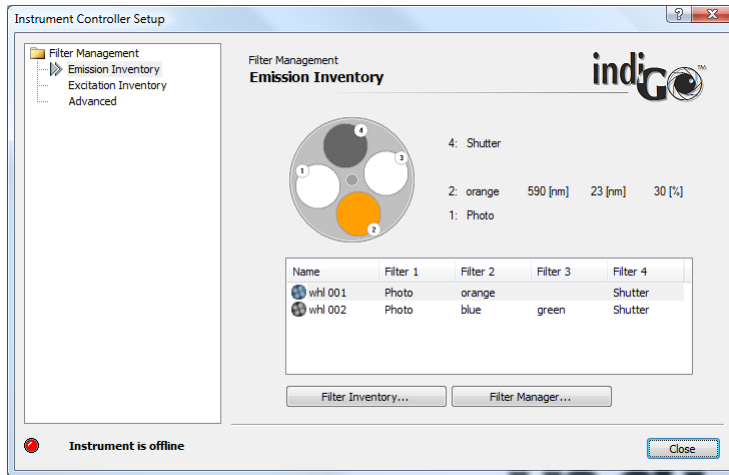 Instrument Controller Setup
?
Filter Management
Emission Inventory
Excitation Inventory
Advanced
Filter Management
Emission Inventory
indiGO™
4
1
3
2
4: Shutter
2: orange 590 [nm] 23 [nm] 30 [%]
1: Photo
Name Filter 1 Filter 2 Filter 3 Filter 4
whl 001 Photo orange Shutter
whl 002 Photo blue green Shutter
Filter Inventory... Filter Manager...
Instrument is offline
Close